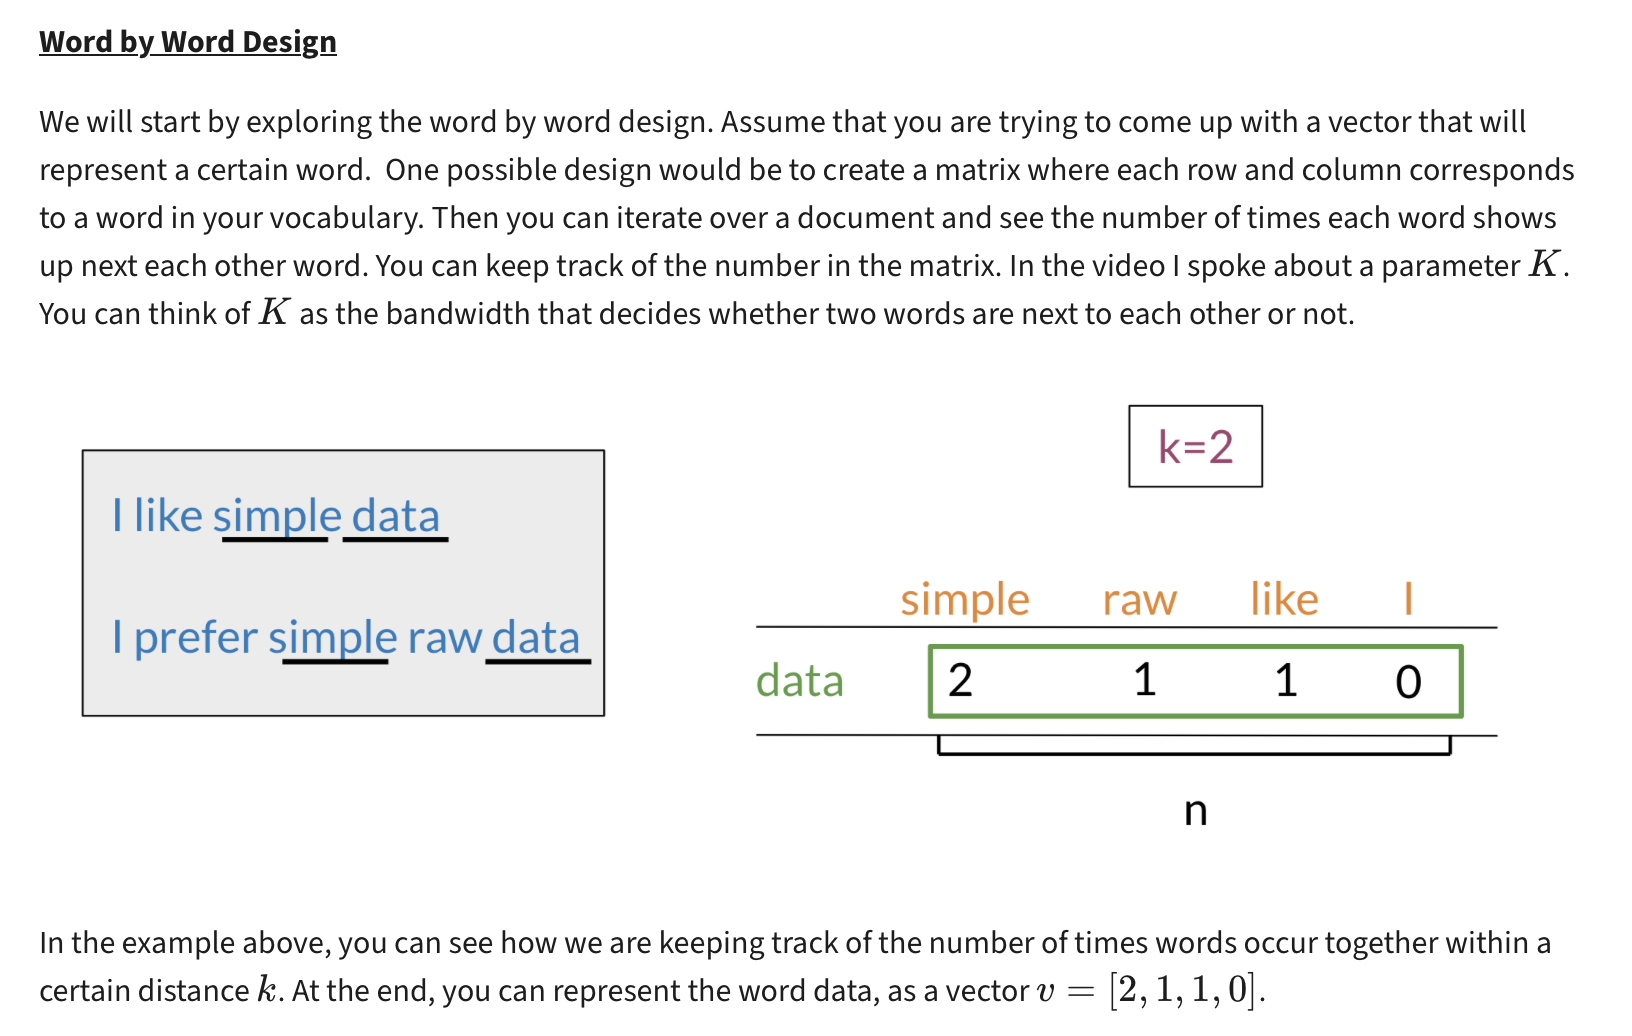 Word by Word Design
We will start by exploring the word by word design. Assume that you are trying to come up with a vector that will
represent a certain word.  One possible design would be to create a matrix where each row and column corresponds
to a word in your vocabulary. Then you can iterate over a document and see the number of times each word shows
up next each other word. You can keep track of the number in the matrix. In the video I spoke about a parameter K.
You can think of K as the bandwidth that decides whether two words are next to each other or not.
I like simple data
I prefer simple raw data
k=2
simple raw like I
data 2 1 1 0
n
In the example above, you can see how we are keeping track of the number of times words occur together within a
certain distance k. At the end, you can represent the word data, as a vector v = [2, 1, 1, 0].